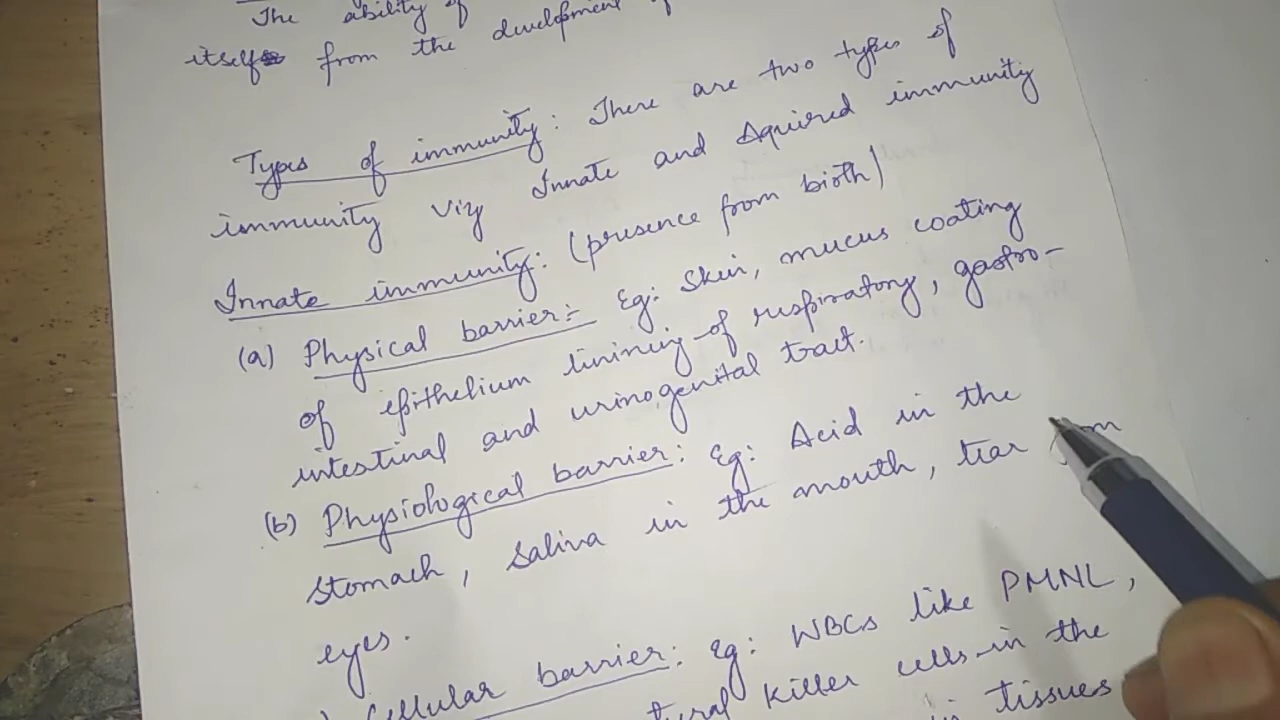 The ability of
itself from the development
Types of immunity: There are two types of
immunity viz Innate and Aquired immunity
Innate immunity: (presence from birth)
(a) Physical barrier:- Eg: Skin, mucus coating
of epithelium linining of respiratory, gastro-
intestinal and urinogenital tract.
(b) Physiological barrier: Eg: Acid in the
stomach, saliva in the mouth, tear
eyes.
Cellular barrier: Eg: WBCs like PMNL,
killer cells in the
tissues